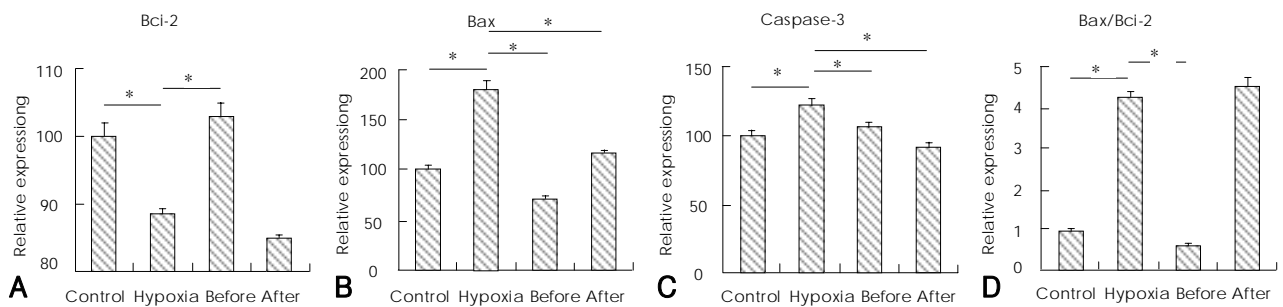 Bci-2
*
*
110
100
90
80
Relative expressiong
A
Control Hypoxia Before After
Bax
*
*
*
200
150
100
50
0
Relative expressiong
B
Control Hypoxia Before After
Caspase-3
*
*
*
150
100
50
0
Relative expressiong
C
Control Hypoxia Before After
Bax/Bci-2
*
*
5
4
3
2
1
0
Relative expressiong
D
Control Hypoxia Before After